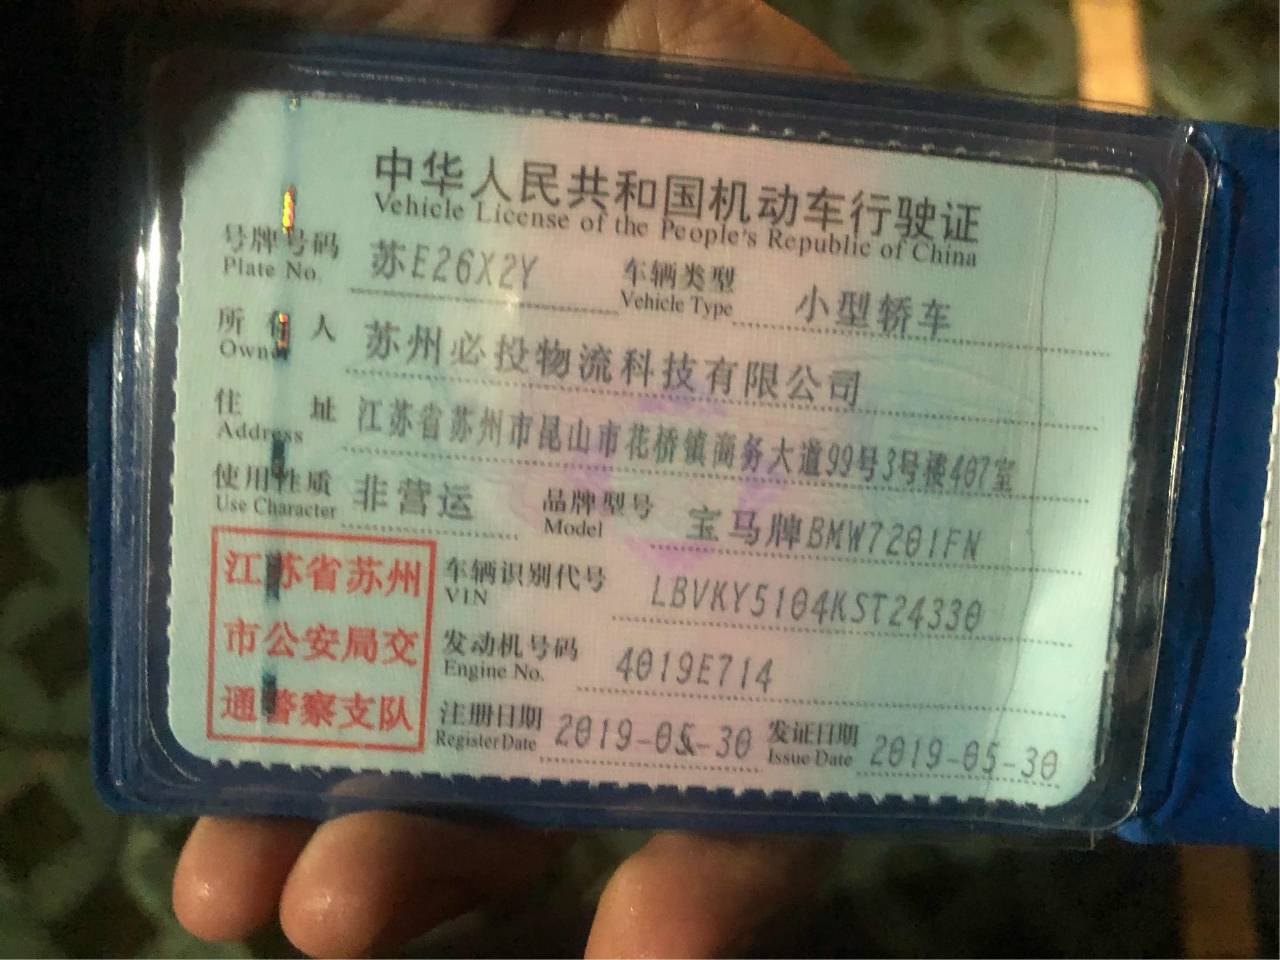 中华人民共和国机动车行驶证
Vehicle License of the People's Republic of China
号牌号码 苏E26X2Y 车辆类型 小型轿车
Plate No. Vehicle Type
所有人 苏州必投物流科技有限公司
Owner
住址 江苏省苏州市昆山市花桥镇商务大道99号3号楼407室
Address
使用性质 非营运 品牌型号 宝马牌BMW7201FN
Use Character Model
江苏省苏州
市公安局交
通警察支队
车辆识别代号 LBVKY5104KST24330
VIN
发动机号码 4019E714
Engine No.
注册日期 2019-05-30 发证日期 2019-05-30
Register Date Issue Date